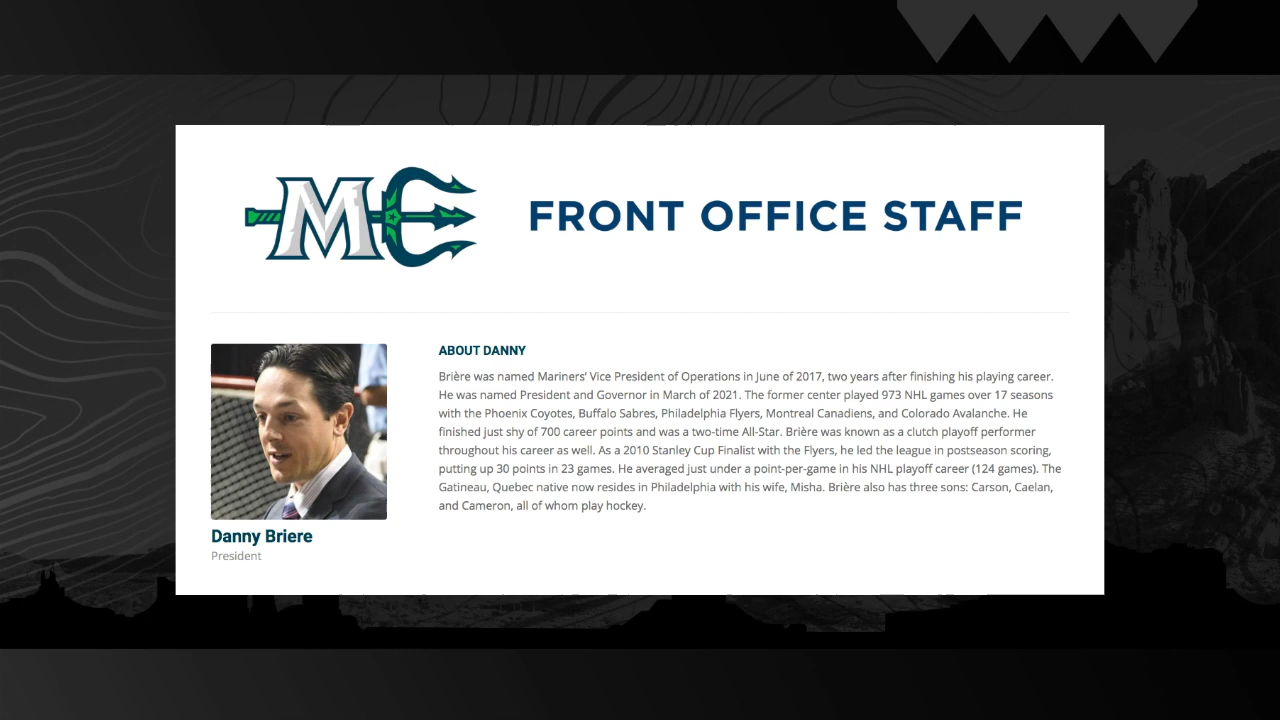 ME
FRONT OFFICE STAFF
ABOUT DANNY
Brière was named Mariners' Vice President of Operations in June of 2017, two years after finishing his playing career.
He was named President and Governor in March of 2021. The former center played 973 NHL games over 17 seasons
with the Phoenix Coyotes, Buffalo Sabres, Philadelphia Flyers, Montreal Canadiens, and Colorado Avalanche. He
finished just shy of 700 career points and was a two-time All-Star. Brière was known as a clutch playoff performer
throughout his career as well. As a 2010 Stanley Cup Finalist with the Flyers, he led the league in postseason scoring,
putting up 30 points in 23 games. He averaged just under a point-per-game in his NHL playoff career (124 games). The
Gatineau, Quebec native now resides in Philadelphia with his wife, Misha. Brière also has three sons: Carson, Caelan,
and Cameron, all of whom play hockey.
Danny Briere
President